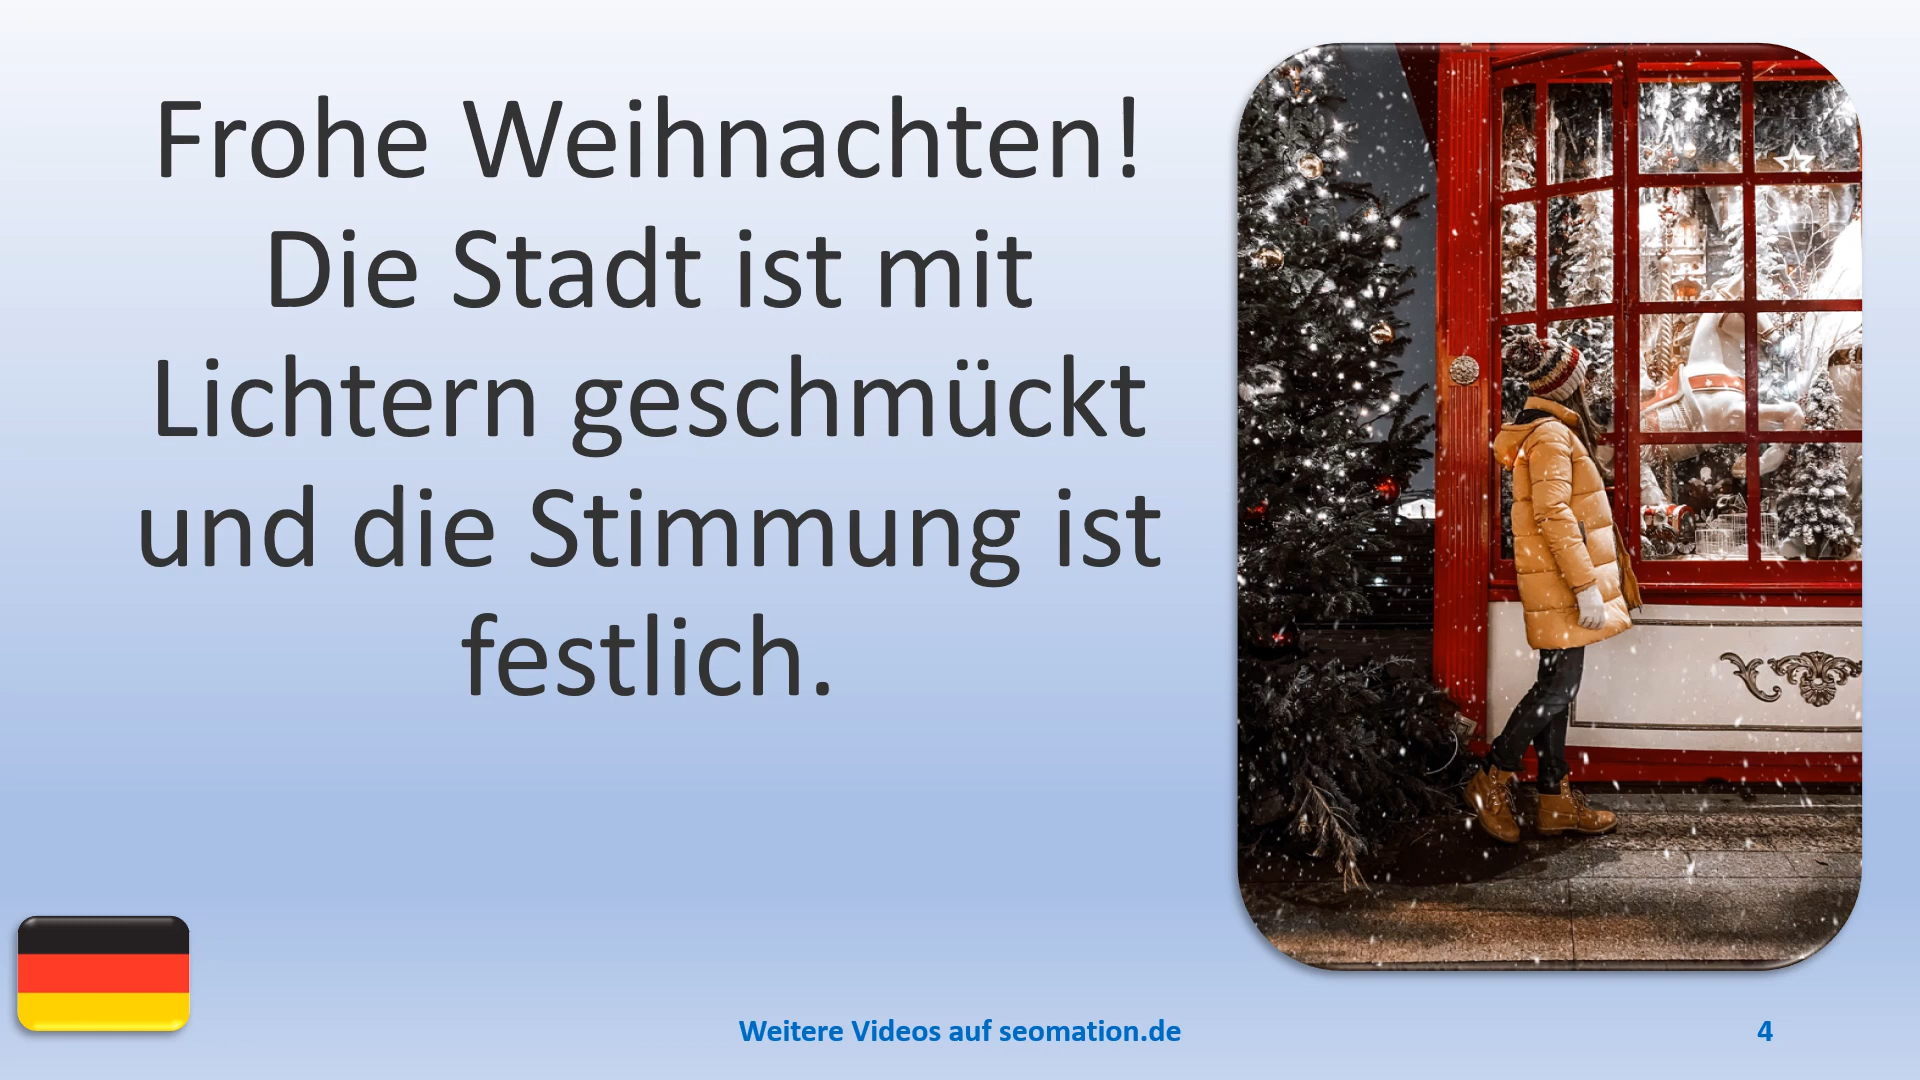 Frohe Weihnachten!
Die Stadt ist mit
Lichtern geschmückt
und die Stimmung ist
festlich.
Weitere Videos auf seomation.de
4